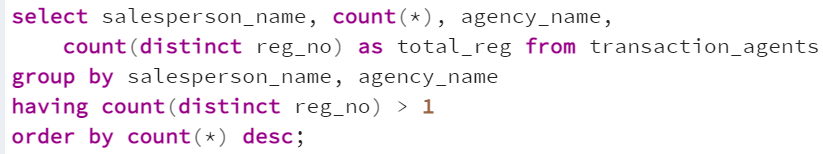 select salesperson_name, count(*), agency_name,
    count(distinct reg_no) as total_reg from transaction_agents
group by salesperson_name, agency_name
having count(distinct reg_no) > 1
order by count(*) desc;